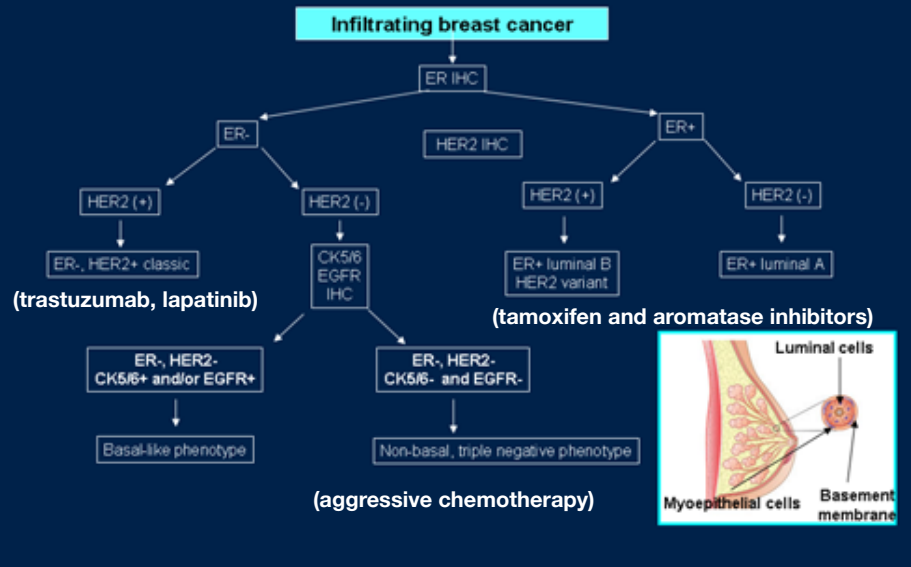 Infiltrating breast cancer
ER IHC
ER-
ER+
HER2 IHC
HER2 (+)
HER2 (-)
HER2 (+)
HER2 (-)
ER-, HER2+ classic
CK5/6
EGFR
IHC
ER+ luminal B
HER2 variant
ER+ luminal A
(trastuzumab, lapatinib)
(tamoxifen and aromatase inhibitors)
ER-, HER2-
CK5/6+ and/or EGFR+
ER-, HER2-
CK5/6- and EGFR-
Basal-like phenotype
Non-basal, triple negative phenotype
(aggressive chemotherapy)
Luminal cells
Myoepithelial cells
Basement
membrane